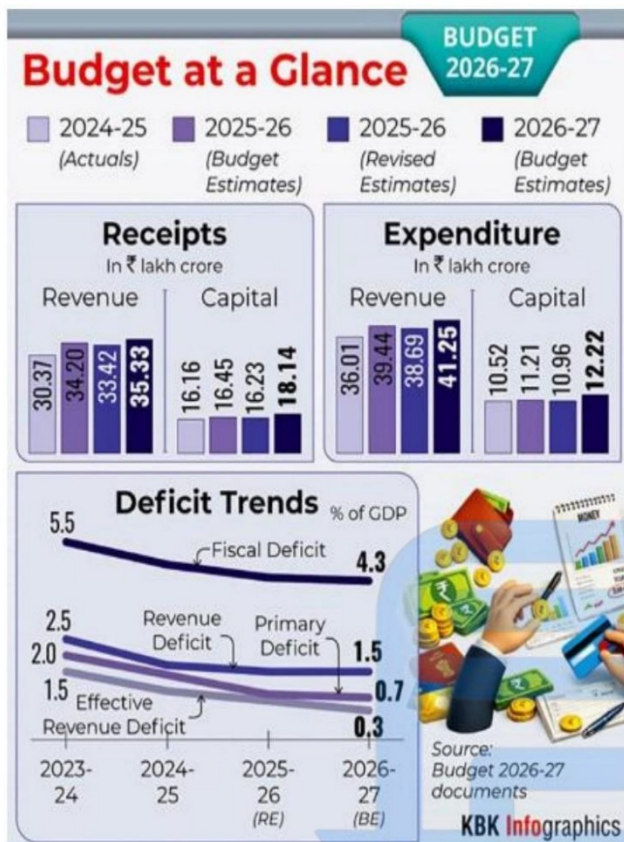 BUDGET
2026-27
Budget at a Glance
2024-25
(Actuals)
2025-26
(Budget
Estimates)
2025-26
(Revised
Estimates)
2026-27
(Budget
Estimates)
Receipts
In ₹ lakh crore
Revenue
30.37
34.20
33.42
35.33
Capital
16.16
16.45
16.23
18.14
Expenditure
In ₹ lakh crore
Revenue
36.01
39.44
38.69
41.25
Capital
10.52
11.21
10.96
12.22
Deficit Trends % of GDP
5.5
Fiscal Deficit
4.3
2.5
Revenue
Deficit
Primary
Deficit
1.5
2.0
0.7
1.5
Effective
Revenue Deficit
0.3
2023-
24
2024-
25
2025-
26
(RE)
2026-
27
(BE)
MONEY
Source:
Budget 2026-27
documents
KBK Infographics